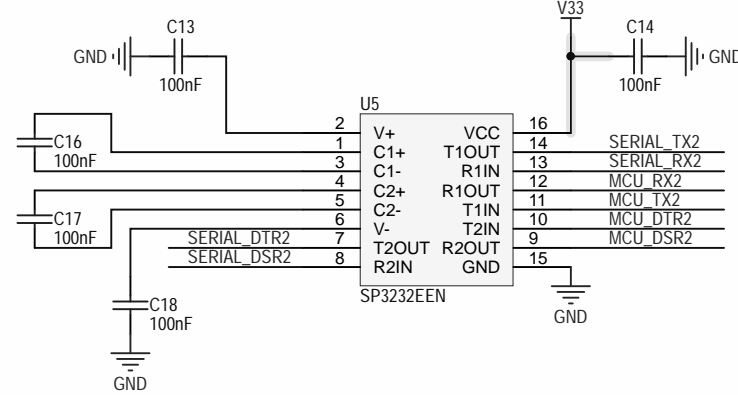 V33
C13
C14
GND
GND
100nF
100nF
U5
2 V+ VCC 16
1 C1+ T1OUT 14 SERIAL_TX2
3 C1- R1IN 13 SERIAL_RX2
4 C2+ R1OUT 12 MCU_RX2
5 C2- T1IN 11 MCU_TX2
6 V- T2IN 10 MCU_DTR2
SERIAL_DTR2 7 T2OUT R2OUT 9 MCU_DSR2
SERIAL_DSR2 8 R2IN GND 15
C16
100nF
C17
100nF
SP3232EEN
C18
100nF
GND
GND